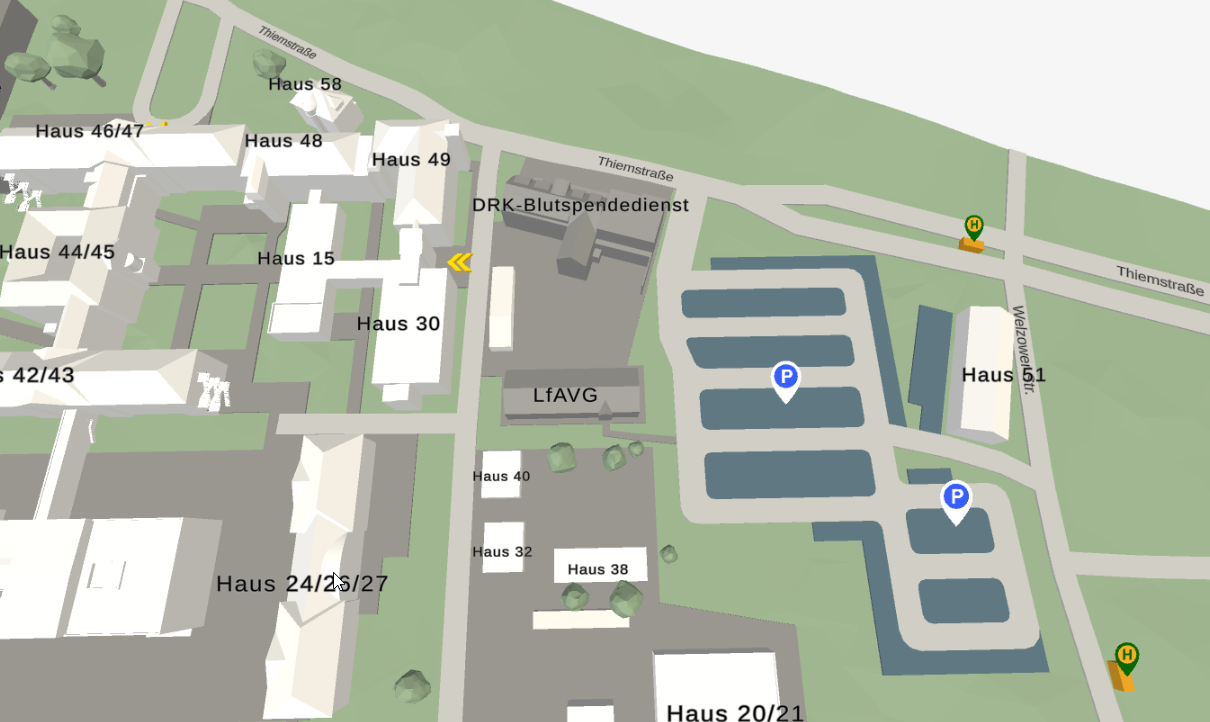 Thiemstraße
Haus 58
Haus 46/47
Haus 48
Haus 49
Thiemstraße
DRK-Blutspendedienst
H
Haus 44/45
Haus 15
Thiemstraße
Haus 30
Welzower Str.
P
s 42/43
Haus 51
LfAVG
Haus 40
P
Haus 32
Haus 38
Haus 24/26/27
H
Haus 20/21